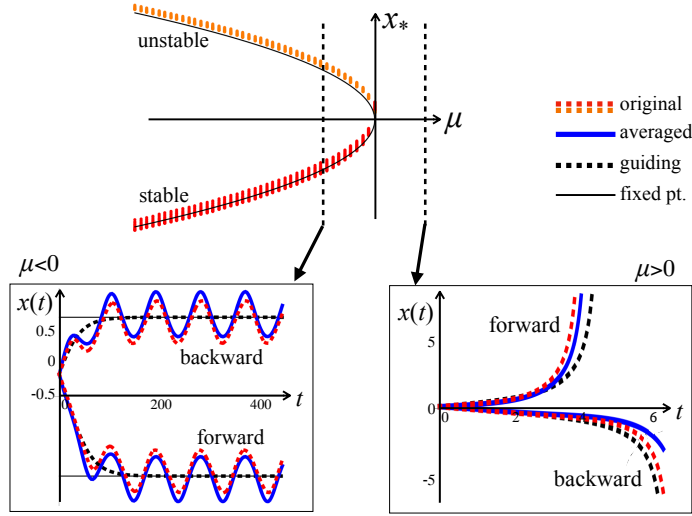 x*
unstable
μ
stable
original
averaged
guiding
fixed pt.
μ<0
μ>0
x(t)
0.5
0
-0.5
backward
0
200
400
t
forward
x(t)
5
forward
0
0
2
4
6
t
-5
backward